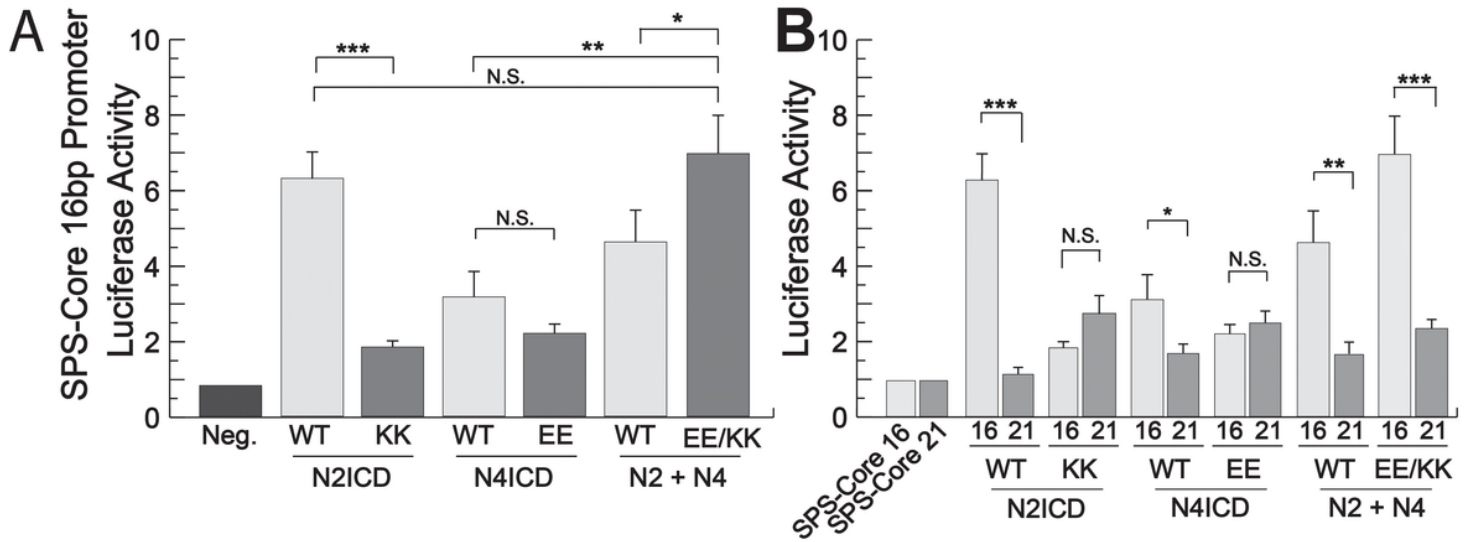 A
SPS-Core 16bp Promoter
Luciferase Activity
10
8
6
4
2
0
***
N.S.
**
*
N.S.
Neg.
WT
KK
WT
EE
WT
EE/KK
N2ICD
N4ICD
N2 + N4
B
Luciferase Activity
10
8
6
4
2
0
***
N.S.
*
N.S.
**
***
SPS-Core 16
SPS-Core 21
16 21 16 21 16 21 16 21 16 21 16 21
WT KK WT EE WT EE/KK
N2ICD N4ICD N2 + N4